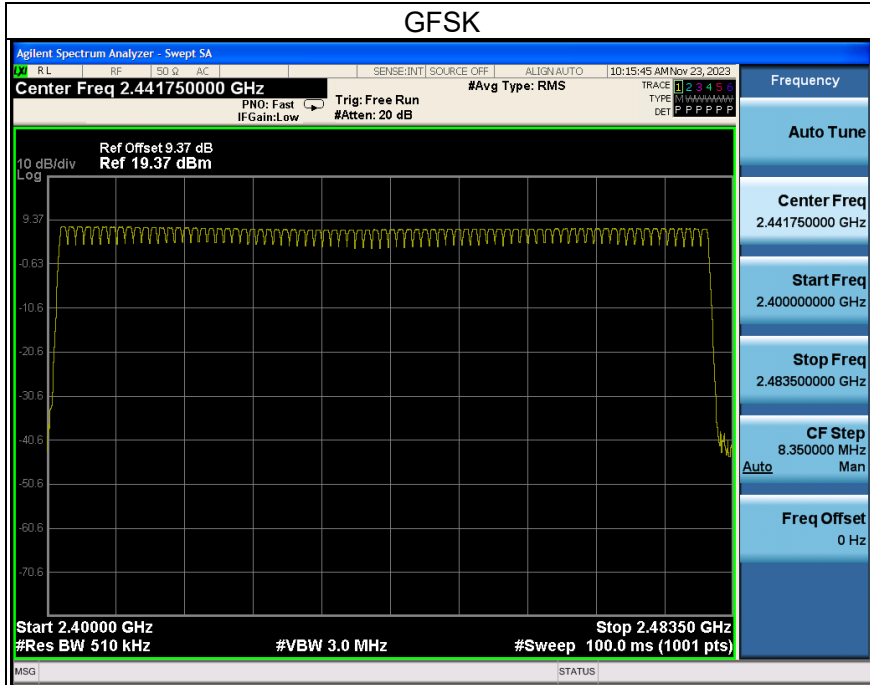 GFSK
Agilent Spectrum Analyzer - Swept SA
LXI RL RF 50 Ω AC SENSE:INT SOURCE OFF ALIGN AUTO 10:15:45 AM Nov 23, 2023
Center Freq 2.441750000 GHz
PNO: Fast
IFGain:Low
Trig: Free Run
#Atten: 20 dB
#Avg Type: RMS
TRACE 1 2 3 4 5 6
TYPE M WWWWW
DET P P P P P P
Ref Offset 9.37 dB
10 dB/div Ref 19.37 dBm
Log
9.37
-0.63
-10.6
-20.6
-30.6
-40.6
-50.6
-60.6
-70.6
Start 2.40000 GHz Stop 2.48350 GHz
#Res BW 510 kHz #VBW 3.0 MHz #Sweep 100.0 ms (1001 pts)
MSG STATUS
Frequency
Auto Tune
Center Freq
2.441750000 GHz
Start Freq
2.400000000 GHz
Stop Freq
2.483500000 GHz
CF Step
8.350000 MHz
Auto Man
Freq Offset
0 Hz